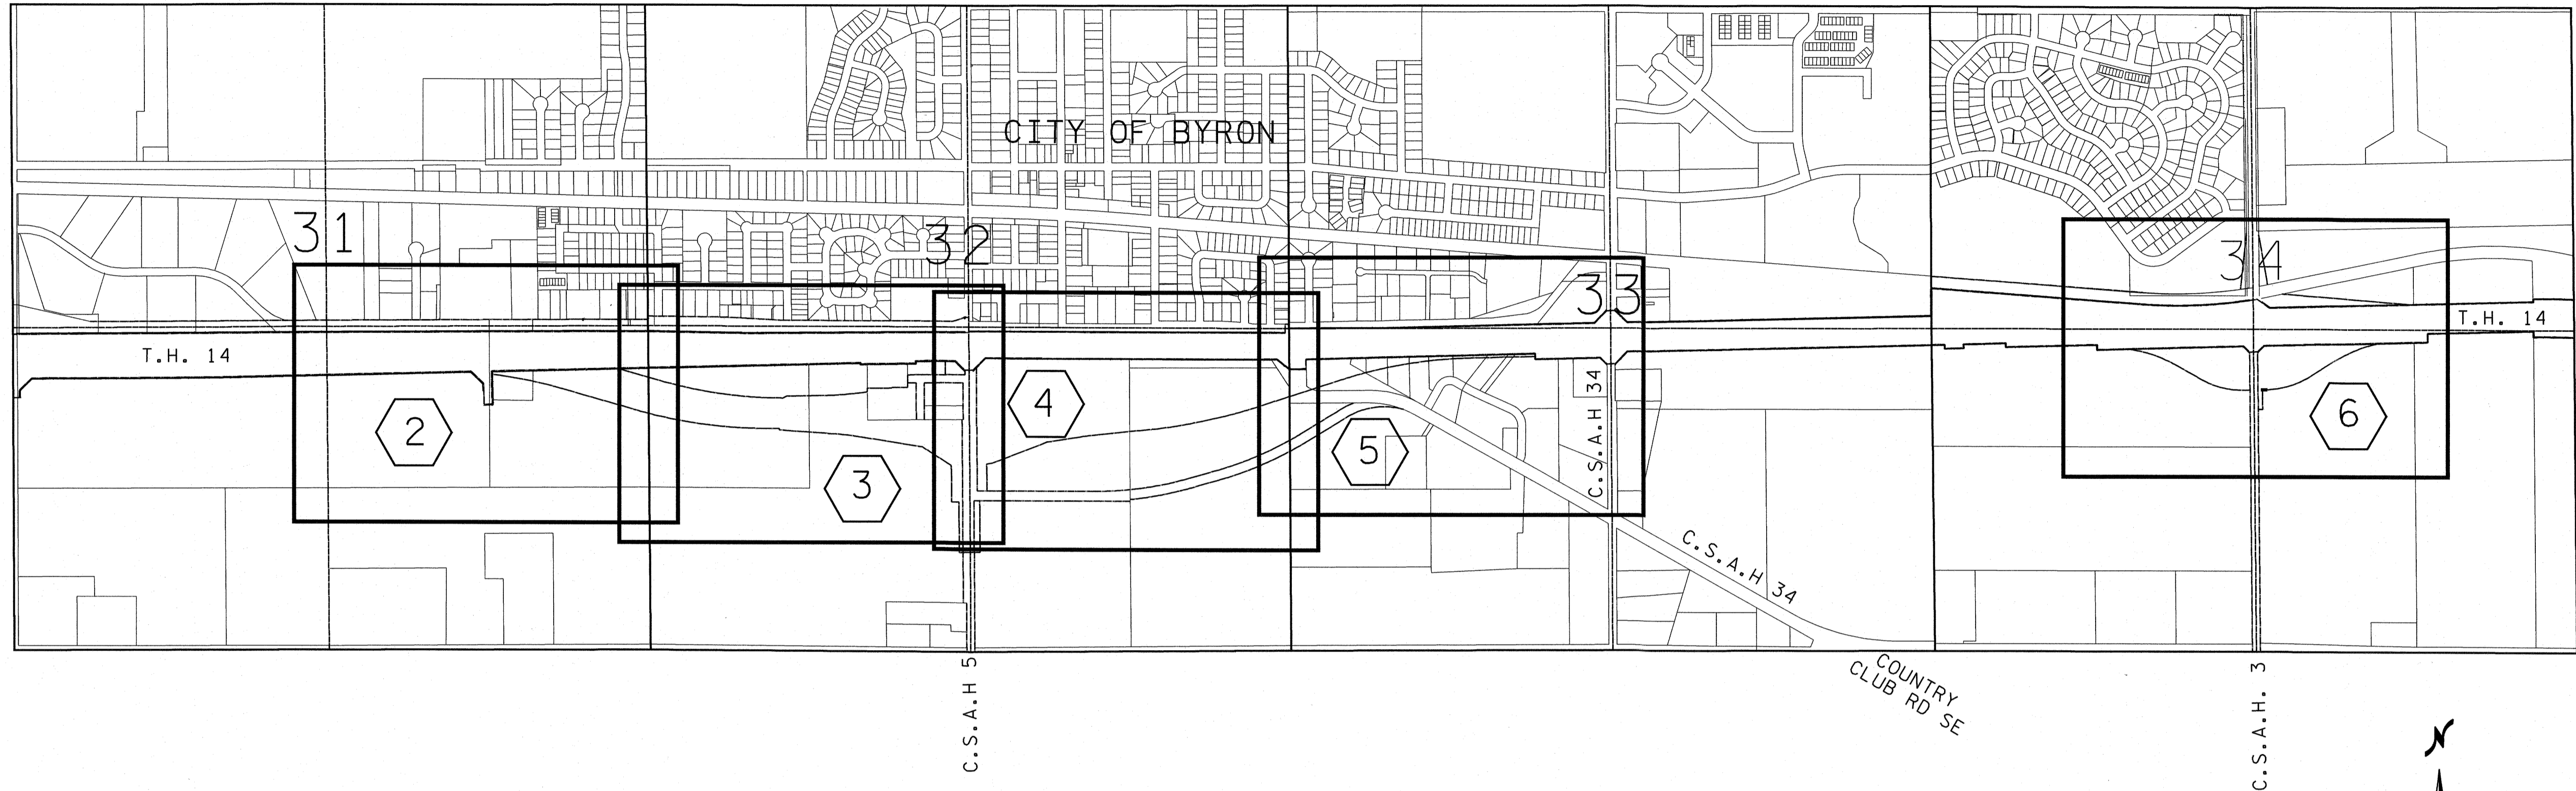 CITY OF BYRON
31
32
33
34
T.H. 14
T.H. 14
2
3
4
5
6
C.S.A.H 34
C.S.A.H 34
COUNTRY
CLUB RD SE
C.S.A.H 5
C.S.A.H. 3
N